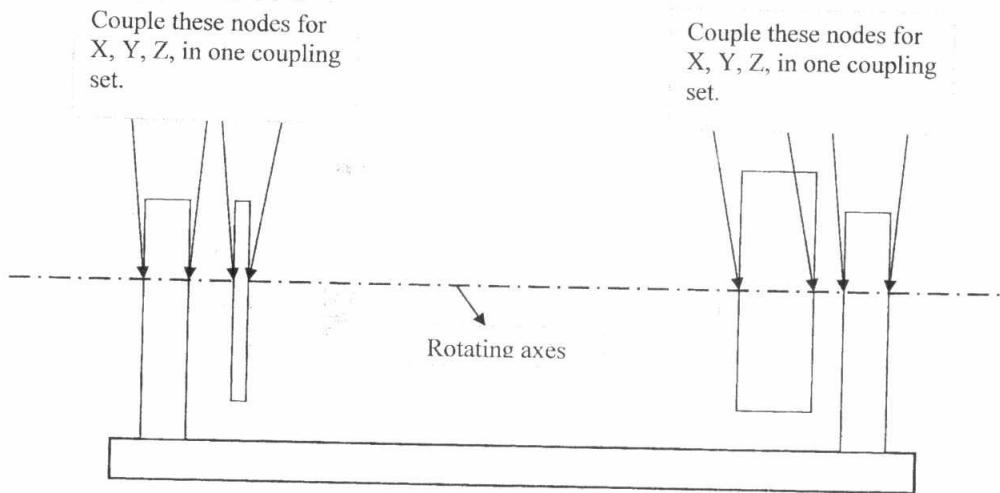 Couple these nodes for
X, Y, Z, in one coupling
set.
Couple these nodes for
X, Y, Z, in one coupling
set.
Rotating axes